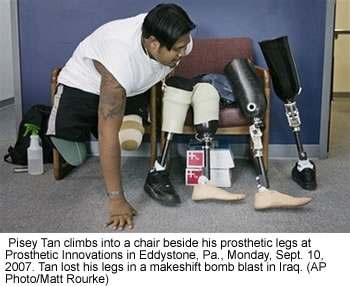 Pisey Tan climbs into a chair beside his prosthetic legs at
Prosthetic Innovations in Eddystone, Pa., Monday, Sept. 10,
2007. Tan lost his legs in a makeshift bomb blast in Iraq. (AP
Photo/Matt Rourke)